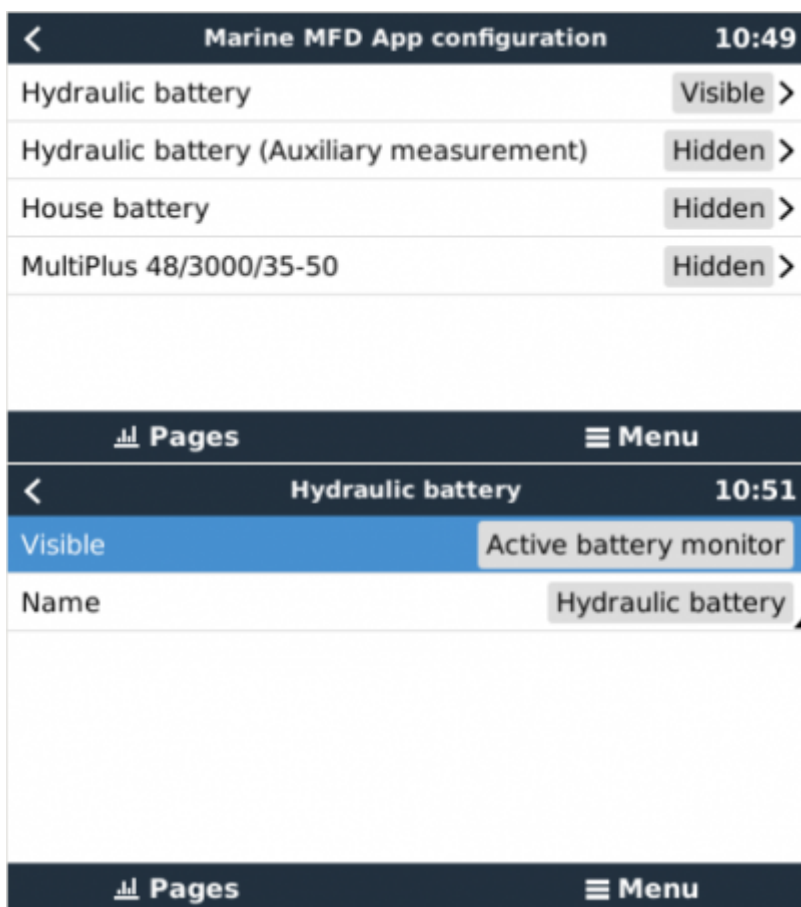 Marine MFD App configuration 10:49
Hydraulic battery Visible
Hydraulic battery (Auxiliary measurement) Hidden
House battery Hidden
MultiPlus 48/3000/35-50 Hidden
Pages Menu
Hydraulic battery 10:51
Visible Active battery monitor
Name Hydraulic battery
Pages Menu